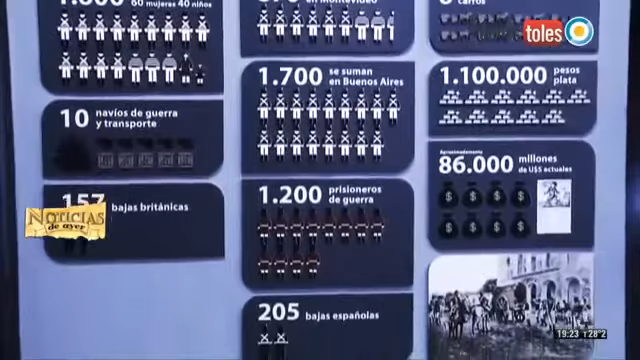 60 mujeres 40 niños
10 navíos de guerra
y transporte
157 bajas británicas
NOTICIAS
de ayer
en Montevideo
1.700 se suman
en Buenos Aires
1.200 prisioneros
de guerra
205 bajas españolas
carros
1.100.000 pesos
plata
Aproximadamente
86.000 millones
de U$S actuales
toles
19:23 T28°2